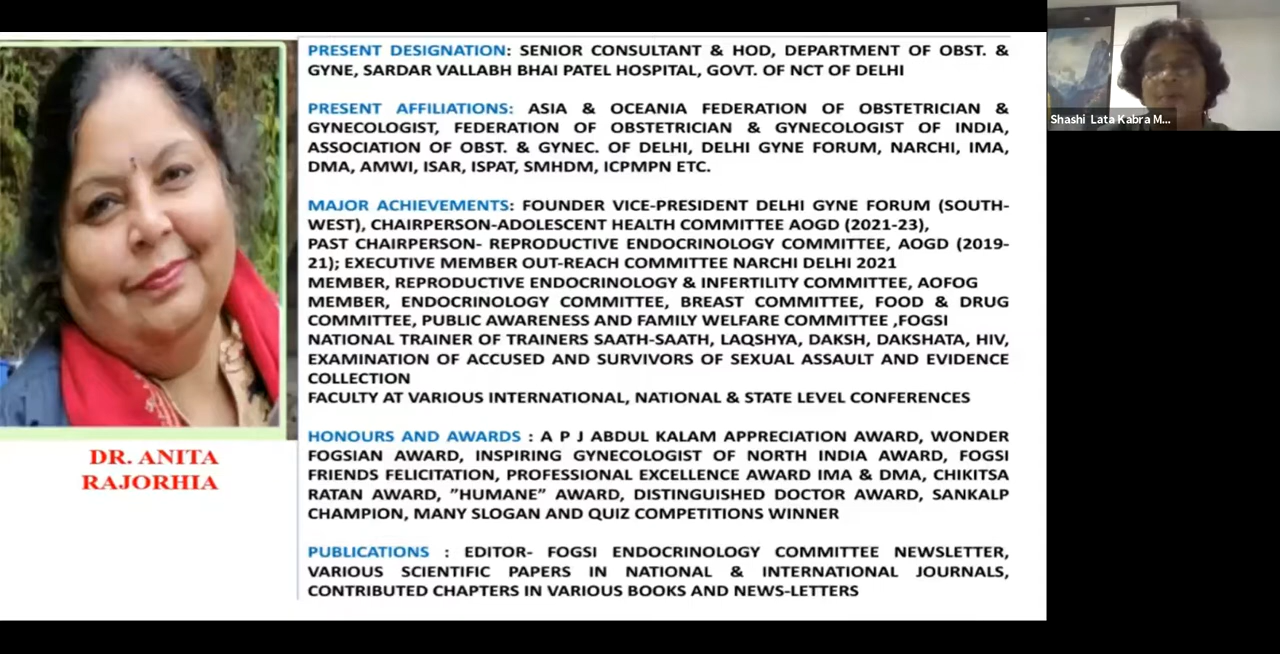 PRESENT DESIGNATION: SENIOR CONSULTANT & HOD, DEPARTMENT OF OBST. &
GYNE, SARDAR VALLABH BHAI PATEL HOSPITAL, GOVT. OF NCT OF DELHI
PRESENT AFFILIATIONS: ASIA & OCEANIA FEDERATION OF OBSTETRICIAN &
GYNECOLOGIST, FEDERATION OF OBSTETRICIAN & GYNECOLOGIST OF INDIA,
ASSOCIATION OF OBST. & GYNEC. OF DELHI, DELHI GYNE FORUM, NARCHI, IMA,
DMA, AMWI, ISAR, ISPAT, SMHDM, ICPMPN ETC.
MAJOR ACHIEVEMENTS: FOUNDER VICE-PRESIDENT DELHI GYNE FORUM (SOUTH-
WEST), CHAIRPERSON-ADOLESCENT HEALTH COMMITTEE AOGD (2021-23),
PAST CHAIRPERSON- REPRODUCTIVE ENDOCRINOLOGY COMMITTEE, AOGD (2019-
21); EXECUTIVE MEMBER OUT-REACH COMMITTEE NARCHI DELHI 2021
MEMBER, REPRODUCTIVE ENDOCRINOLOGY & INFERTILITY COMMITTEE, AOFOG
MEMBER, ENDOCRINOLOGY COMMITTEE, BREAST COMMITTEE, FOOD & DRUG
COMMITTEE, PUBLIC AWARENESS AND FAMILY WELFARE COMMITTEE ,FOGSI
NATIONAL TRAINER OF TRAINERS SAATH-SAATH, LAQSHYA, DAKSH, DAKSHATA, HIV,
EXAMINATION OF ACCUSED AND SURVIVORS OF SEXUAL ASSAULT AND EVIDENCE
COLLECTION
FACULTY AT VARIOUS INTERNATIONAL, NATIONAL & STATE LEVEL CONFERENCES
HONOURS AND AWARDS : A P J ABDUL KALAM APPRECIATION AWARD, WONDER
FOGSIAN AWARD, INSPIRING GYNECOLOGIST OF NORTH INDIA AWARD, FOGSI
FRIENDS FELICITATION, PROFESSIONAL EXCELLENCE AWARD IMA & DMA, CHIKITSA
RATAN AWARD, ”HUMANE” AWARD, DISTINGUISHED DOCTOR AWARD, SANKALP
CHAMPION, MANY SLOGAN AND QUIZ COMPETITIONS WINNER
PUBLICATIONS : EDITOR- FOGSI ENDOCRINOLOGY COMMITTEE NEWSLETTER,
VARIOUS SCIENTIFIC PAPERS IN NATIONAL & INTERNATIONAL JOURNALS,
CONTRIBUTED CHAPTERS IN VARIOUS BOOKS AND NEWS-LETTERS
DR. ANITA
RAJORHIA
Shashi Lata Kabra M...